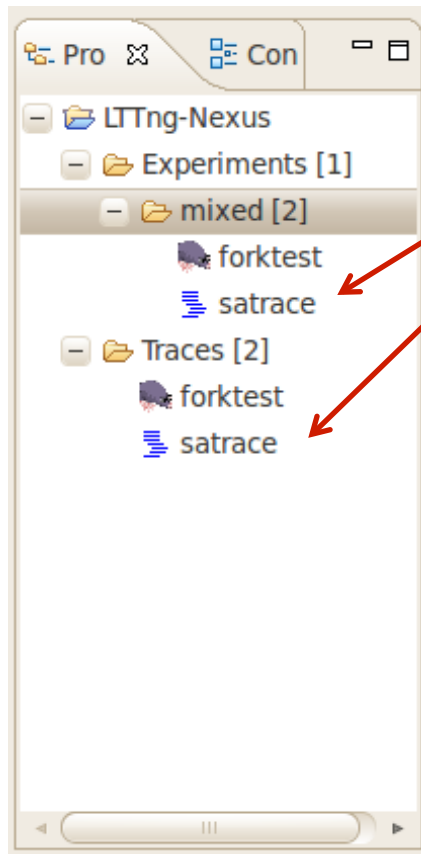 Pro Con
LTTng-Nexus
Experiments [1]
mixed [2]
forktest
satrace
Traces [2]
forktest
satrace